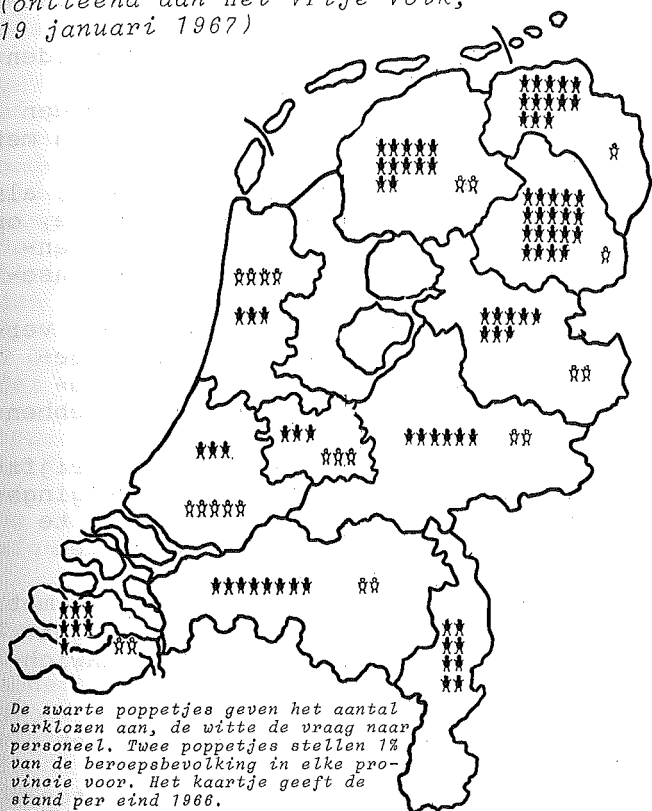 (ontleend aan Het Vrije Volk,
19 januari 1967)
De zwarte poppetjes geven het aantal
werklozen aan, de witte de vraag naar
personeel. Twee poppetjes stellen 1%
van de beroepsbevolking in elke pro-
vincie voor. Het kaartje geeft de
stand per eind 1966.